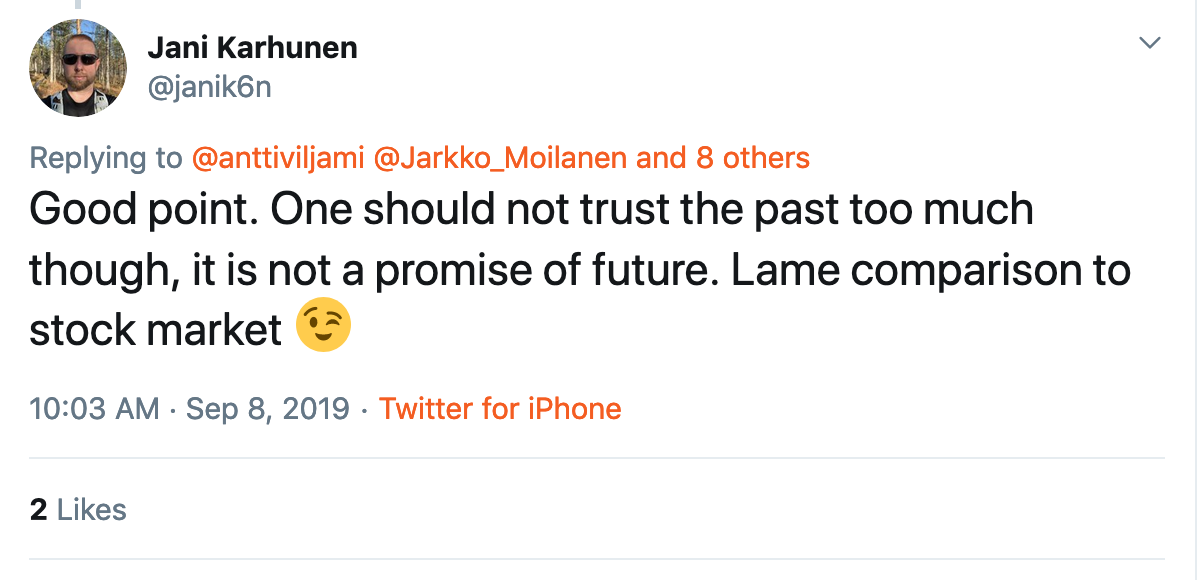 Jani Karhunen
@janik6n
Replying to @anttiviljami @Jarkko_Moilanen and 8 others
Good point. One should not trust the past too much
though, it is not a promise of future. Lame comparison to
stock market 😉
10:03 AM · Sep 8, 2019 · Twitter for iPhone
2 Likes